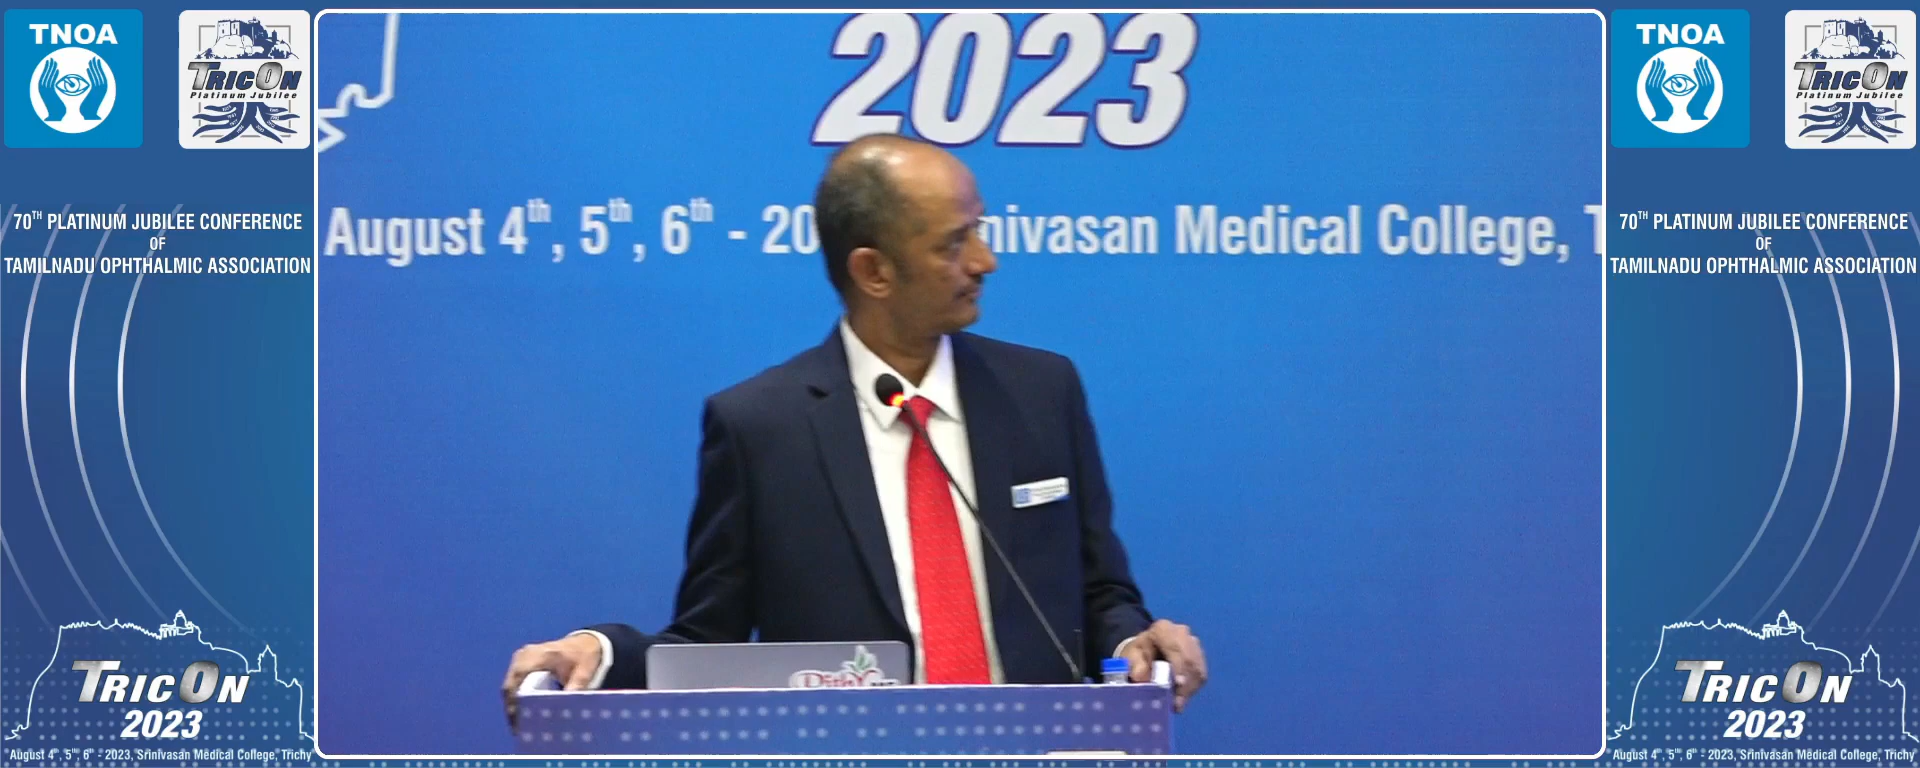 TNOA
TRICON
Platinum Jubilee
70TH PLATINUM JUBILEE CONFERENCE
OF
TAMILNADU OPHTHALMIC ASSOCIATION
TRICON
2023
August 4th, 5th, 6th - 2023, Srinivasan Medical College, Trichy
2023
August 4th, 5th, 6th - 20 nivasan Medical College, T
TNOA
TRICON
Platinum Jubilee
70TH PLATINUM JUBILEE CONFERENCE
OF
TAMILNADU OPHTHALMIC ASSOCIATION
TRICON
2023
August 4th, 5th, 6th - 2023, Srinivasan Medical College, Trichy